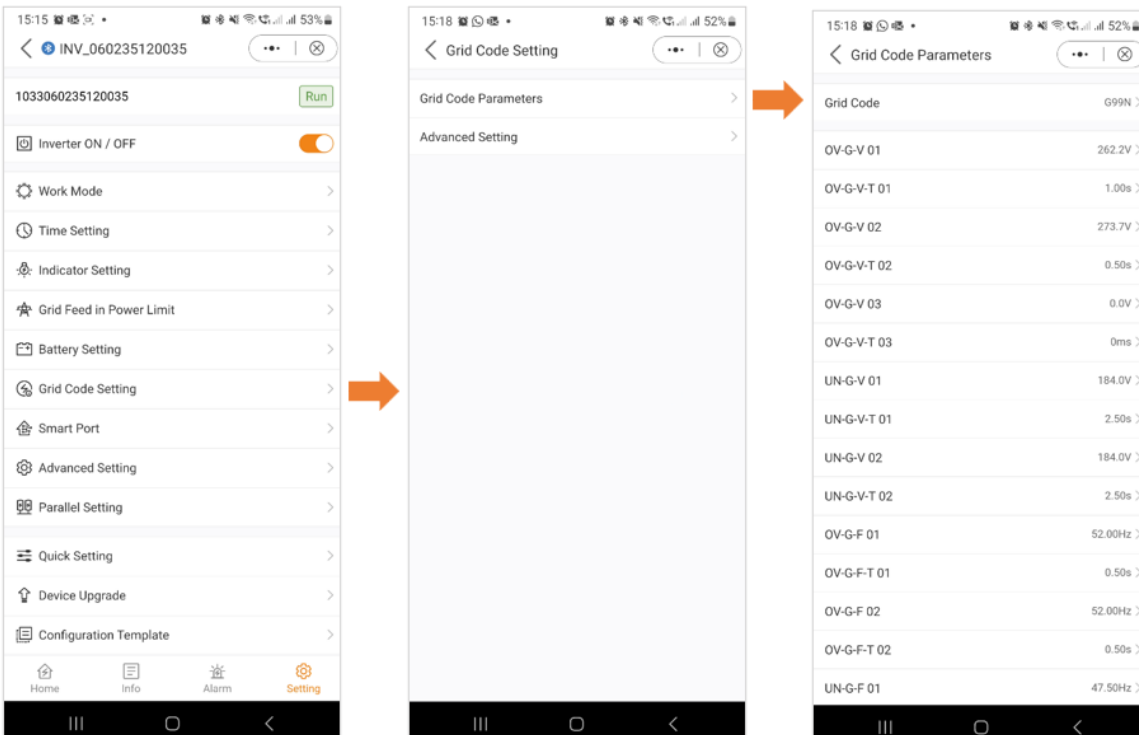 15:15 53%
INV_060235120035
1033060235120035 Run
Inverter ON / OFF
Work Mode
Time Setting
Indicator Setting
Grid Feed in Power Limit
Battery Setting
Grid Code Setting
Smart Port
Advanced Setting
Parallel Setting
Quick Setting
Device Upgrade
Configuration Template
Home Info Alarm Setting
15:18 52%
Grid Code Setting
Grid Code Parameters
Advanced Setting
15:18 52%
Grid Code Parameters
Grid Code G99N
OV-G-V 01 262.2V
OV-G-V-T 01 1.00s
OV-G-V 02 273.7V
OV-G-V-T 02 0.50s
OV-G-V 03 0.0V
OV-G-V-T 03 0ms
UN-G-V 01 184.0V
UN-G-V-T 01 2.50s
UN-G-V 02 184.0V
UN-G-V-T 02 2.50s
OV-G-F 01 52.00Hz
OV-G-F-T 01 0.50s
OV-G-F 02 52.00Hz
OV-G-F-T 02 0.50s
UN-G-F 01 47.50Hz